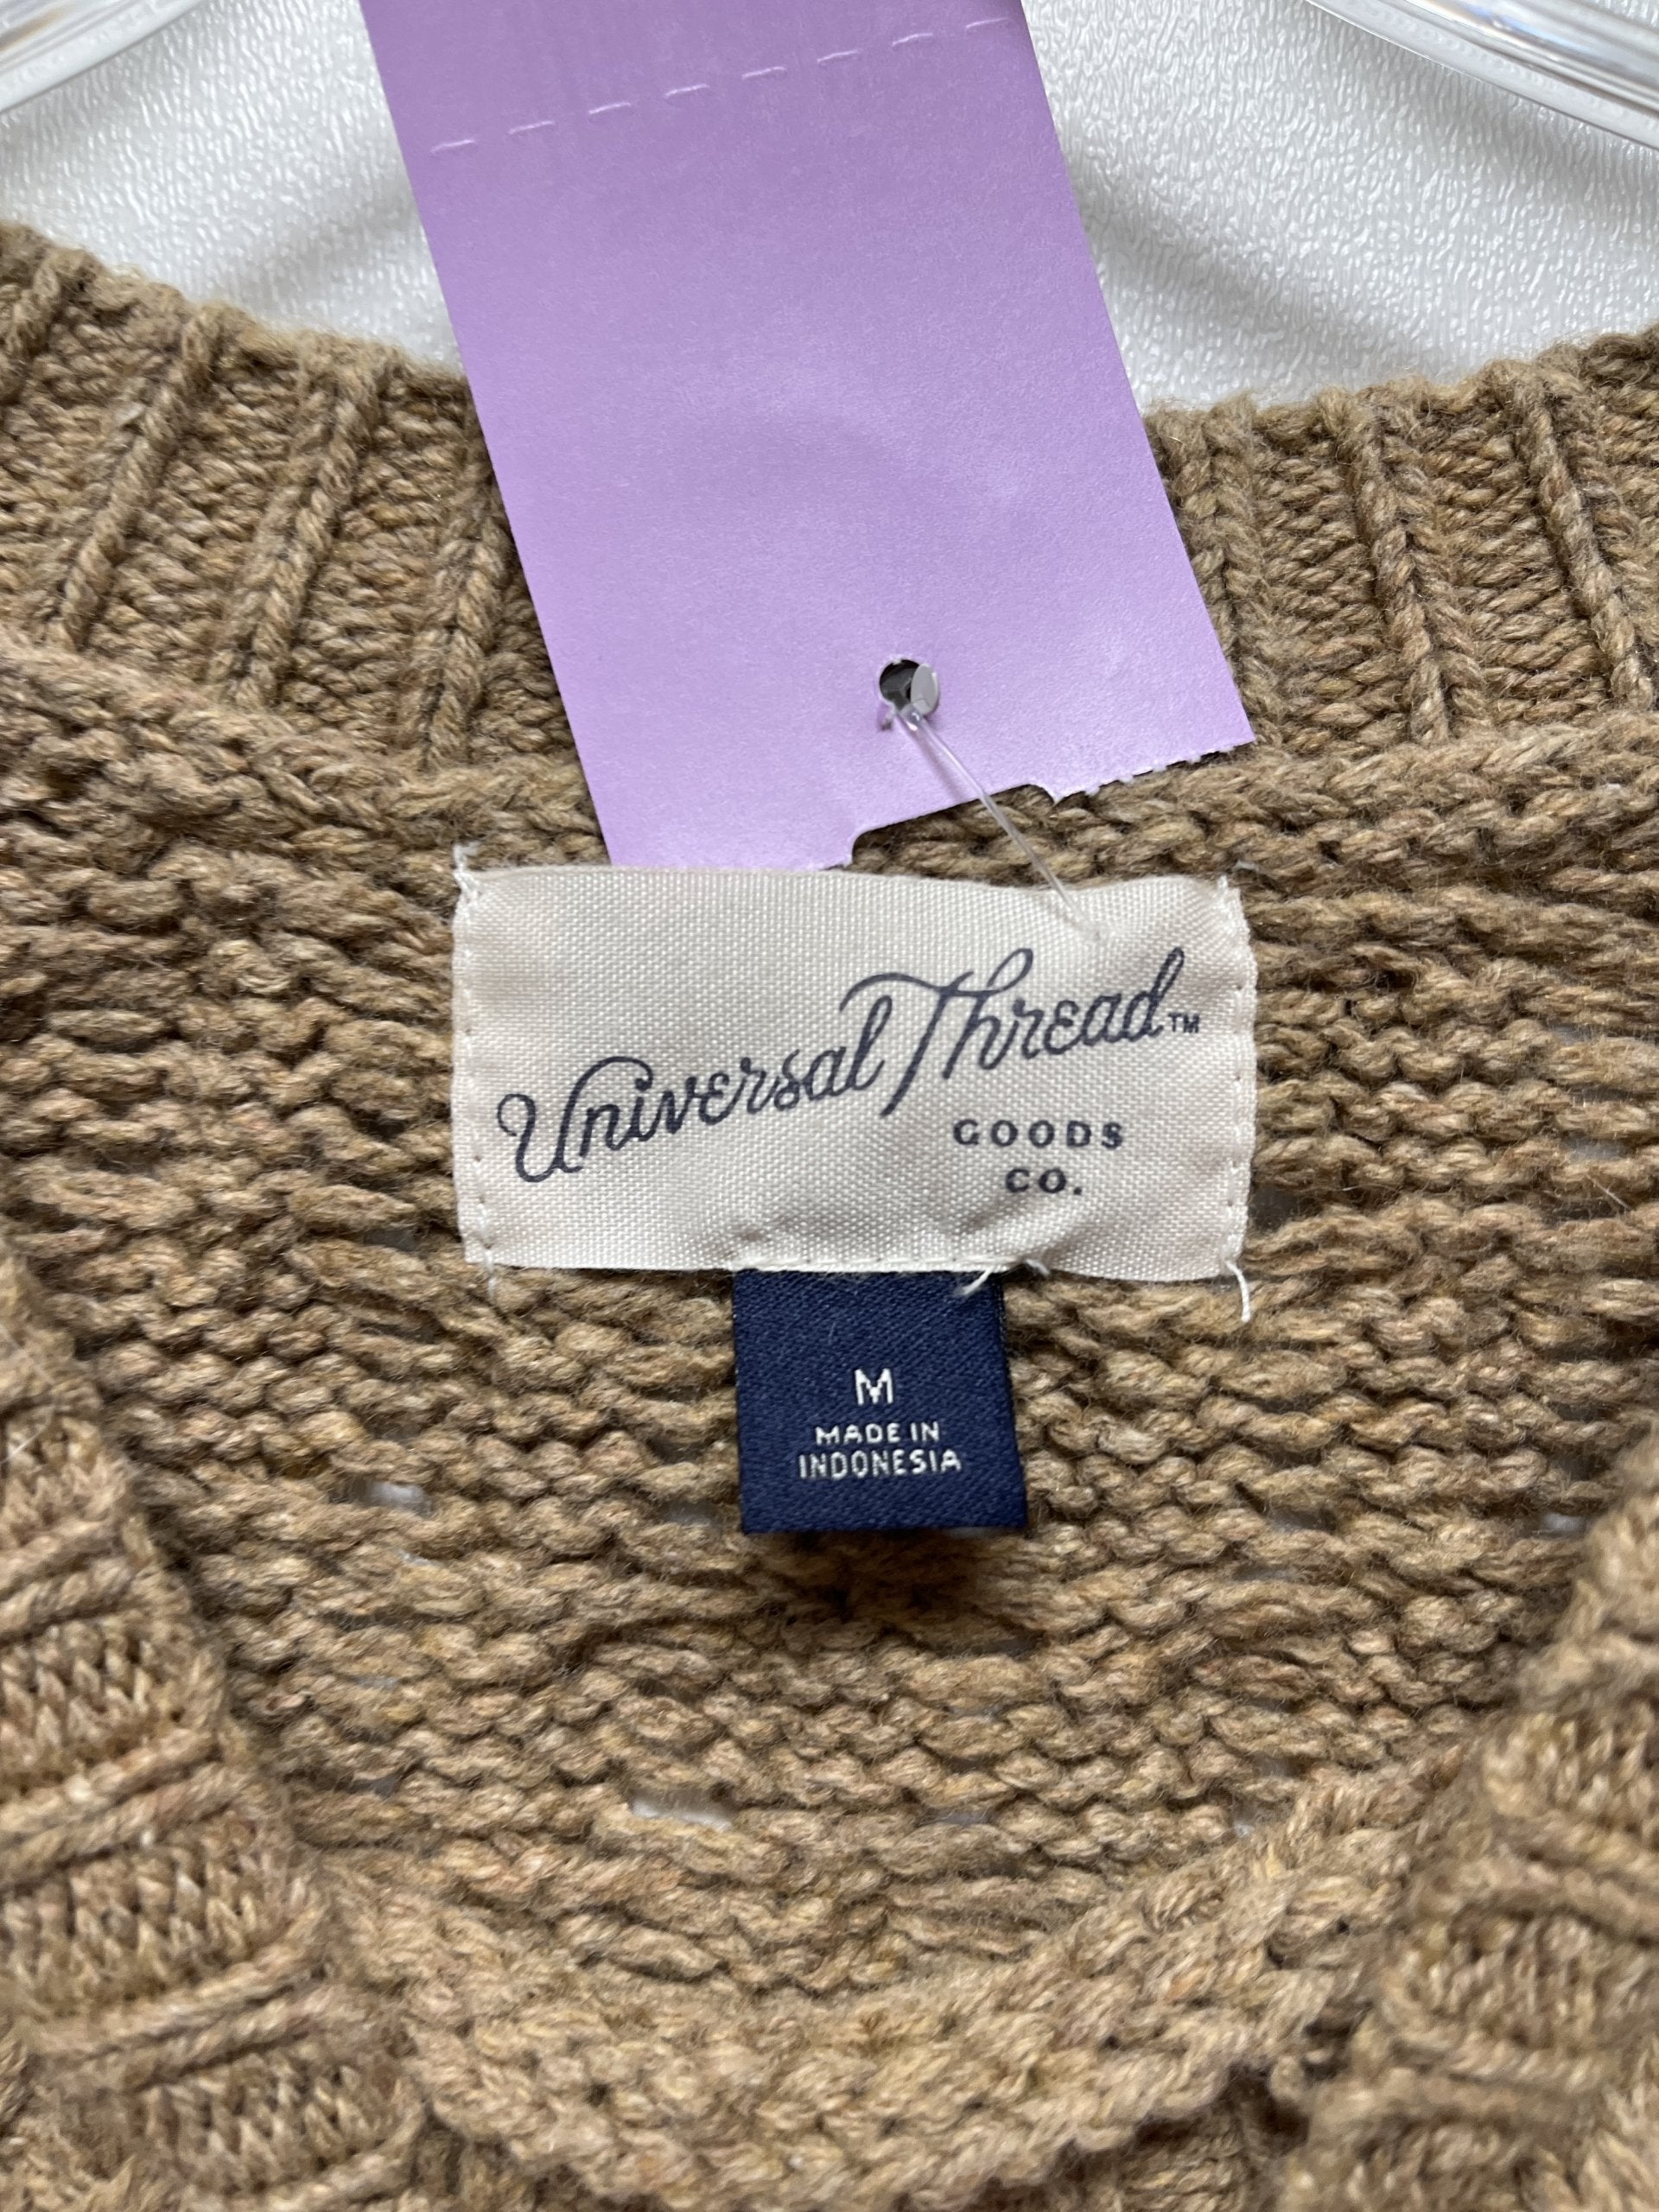 Universal Thread™
GOODS
CO.
M
MADE IN
INDONESIA